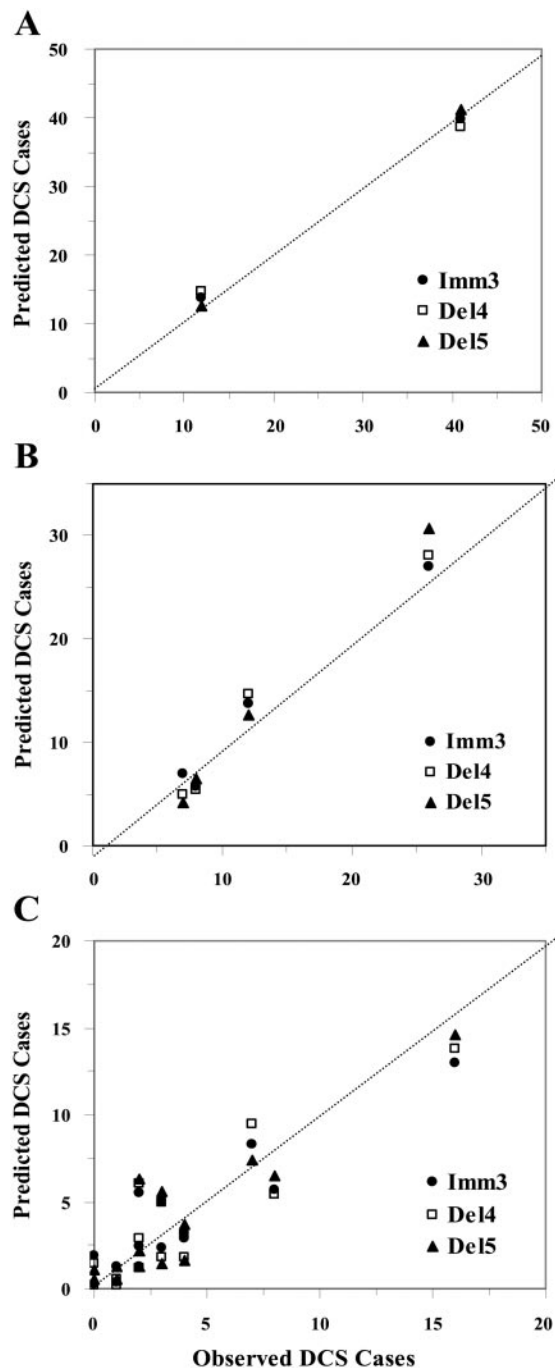 A
Predicted DCS Cases
50
40
30
20
10
0
Imm3
Del4
Del5
0 10 20 30 40 50
B
Predicted DCS Cases
30
20
10
0
Imm3
Del4
Del5
0 10 20 30
C
Predicted DCS Cases
20
15
10
5
0
Imm3
Del4
Del5
0 5 10 15 20
Observed DCS Cases